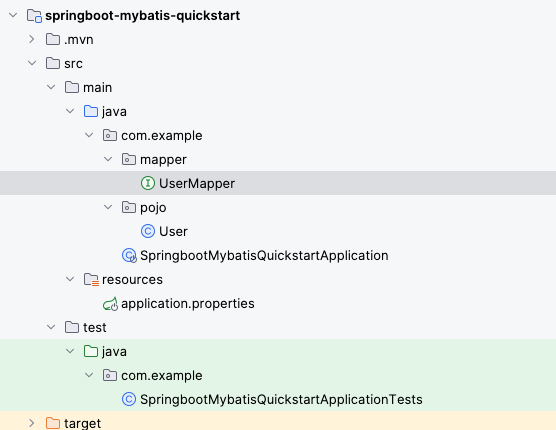 springboot-mybatis-quickstart
.mvn
src
main
java
com.example
mapper
I UserMapper
pojo
C User
C SpringbootMybatisQuickstartApplication
resources
application.properties
test
java
com.example
C SpringbootMybatisQuickstartApplicationTests
target